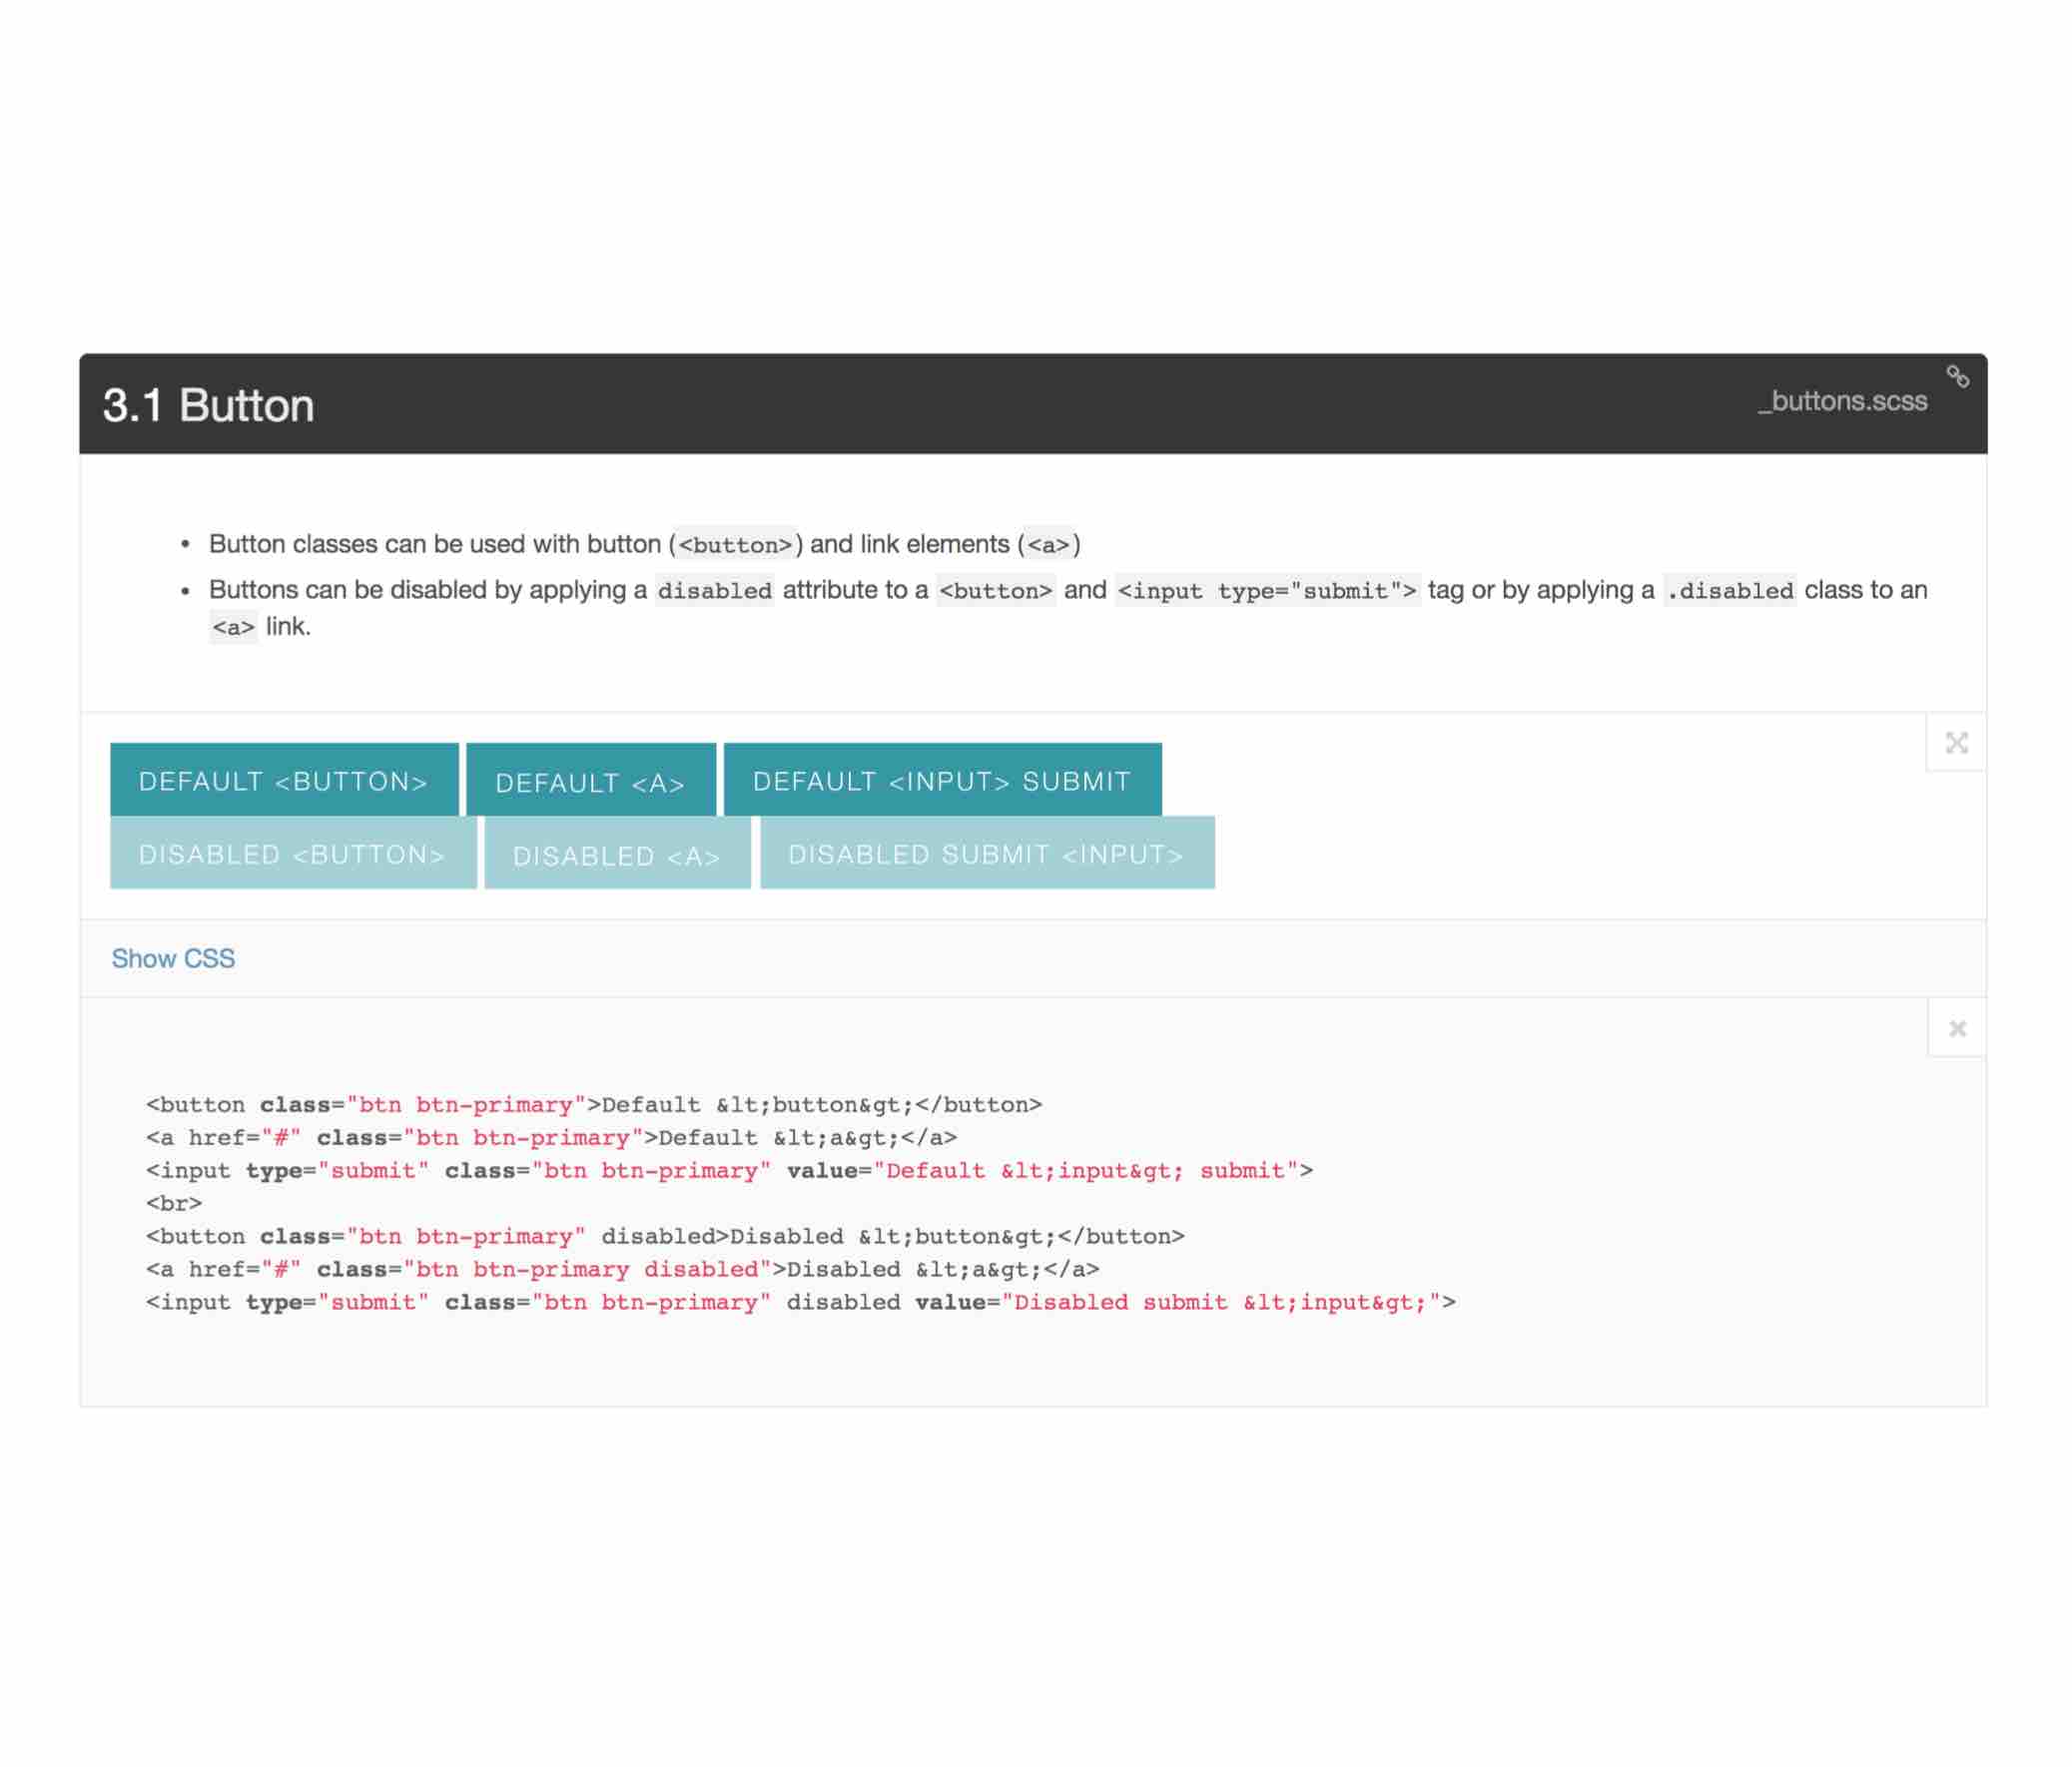 3.1 Button
_buttons.scss
• Button classes can be used with button (<button>) and link elements (<a>)
• Buttons can be disabled by applying a disabled attribute to a <button> and <input type="submit"> tag or by applying a .disabled class to an
<a> link.
DEFAULT <BUTTON> DEFAULT <A> DEFAULT <INPUT> SUBMIT
DISABLED <BUTTON> DISABLED <A> DISABLED SUBMIT <INPUT>
Show CSS
<button class="btn btn-primary">Default &lt;button&gt;</button>
<a href="#" class="btn btn-primary">Default &lt;a&gt;</a>
<input type="submit" class="btn btn-primary" value="Default &lt;input&gt; submit">
<br>
<button class="btn btn-primary" disabled>Disabled &lt;button&gt;</button>
<a href="#" class="btn btn-primary disabled">Disabled &lt;a&gt;</a>
<input type="submit" class="btn btn-primary" disabled value="Disabled submit &lt;input&gt;">